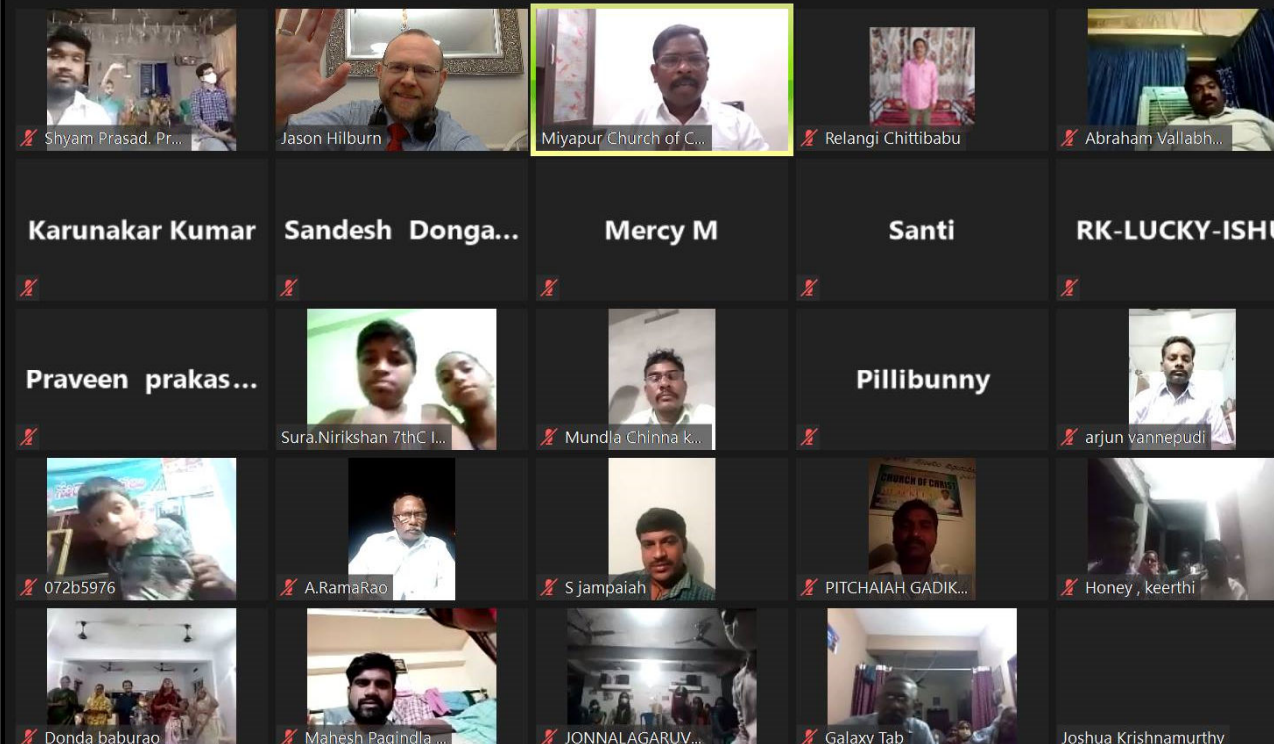 Shyam Prasad. Pr...
Jason Hilburn
Miyapur Church of C...
Relangi Chittibabu
Abraham Vallabh...
Karunakar Kumar
Sandesh Donga...
Mercy M
Santi
RK-LUCKY-ISHU
Praveen prakas...
Sura.Nirikshan 7thC I...
Mundla Chinna k...
Pillibunny
arjun vannepudi
072b5976
A.RamaRao
S jampaiah
CHURCH OF CHRIST
PITCHAIAH GADIK...
Honey , keerthi
Donda baburao
Mahesh Pagindla ...
JONNALAGARUV...
Galaxy Tab
Joshua Krishnamurthy